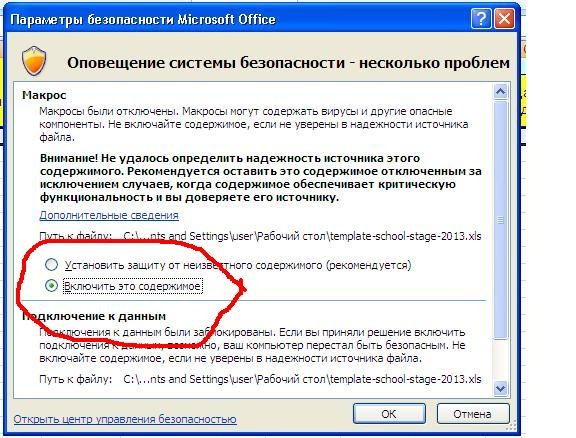 Параметры безопасности Microsoft Office
Оповещение системы безопасности - несколько проблем
Макрос
Макросы были отключены. Макросы могут содержать вирусы и другие опасные
компоненты. Не включайте содержимое, если не уверены в надежности источника
файла.
Внимание! Не удалось определить надежность источника этого
содержимого. Рекомендуется оставить это содержимое отключенным за
исключением случаев, когда содержимое обеспечивает критическую
функциональность и вы доверяете его источнику.
Дополнительные сведения
Путь к файлу: C:\...nts and Settings\user\Рабочий стол\template-school-stage-2013.xls
Установить защиту от неизвестного содержимого (рекомендуется)
Включить это содержимое
Подключение к данным
Подключения к данным были заблокированы. Если вы приняли решение включить
подключения к данным, возможно, ваш компьютер перестал быть безопасным. Не
включайте содержимое, если не уверены в надежности источника файла.
Путь к файлу: C:\...nts and Settings\user\Рабочий стол\template-school-stage-2013.xls
Открыть центр управления безопасностью
ОК
Отмена